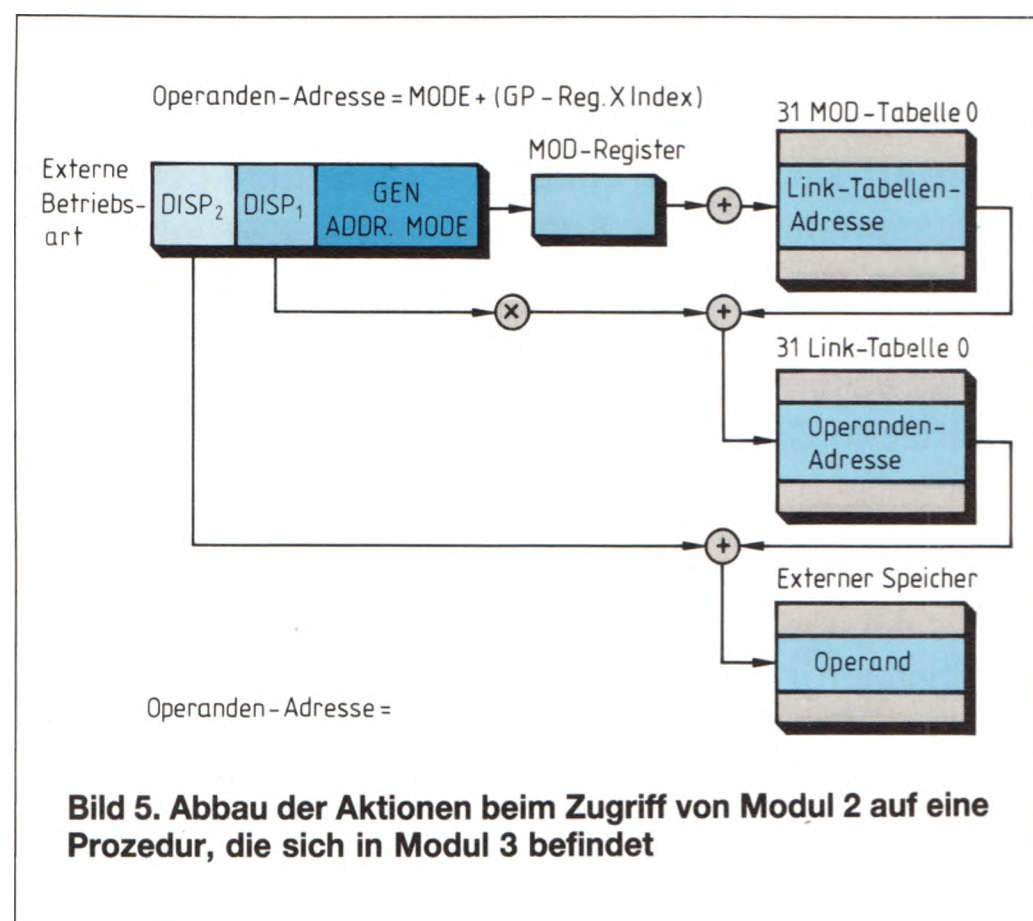 Operanden-Adresse = MODE + (GP-Reg. X Index)
31 MOD-Tabelle 0
MOD-Register
Externe
Betriebs-
art
DISP₂
DISP₁
GEN
ADDR. MODE
+
Link-Tabellen-
Adresse
×
+
31 Link-Tabelle 0
Operanden-
Adresse
+
Externer Speicher
Operand
Operanden-Adresse =
Bild 5. Abbau der Aktionen beim Zugriff von Modul 2 auf eine
Prozedur, die sich in Modul 3 befindet